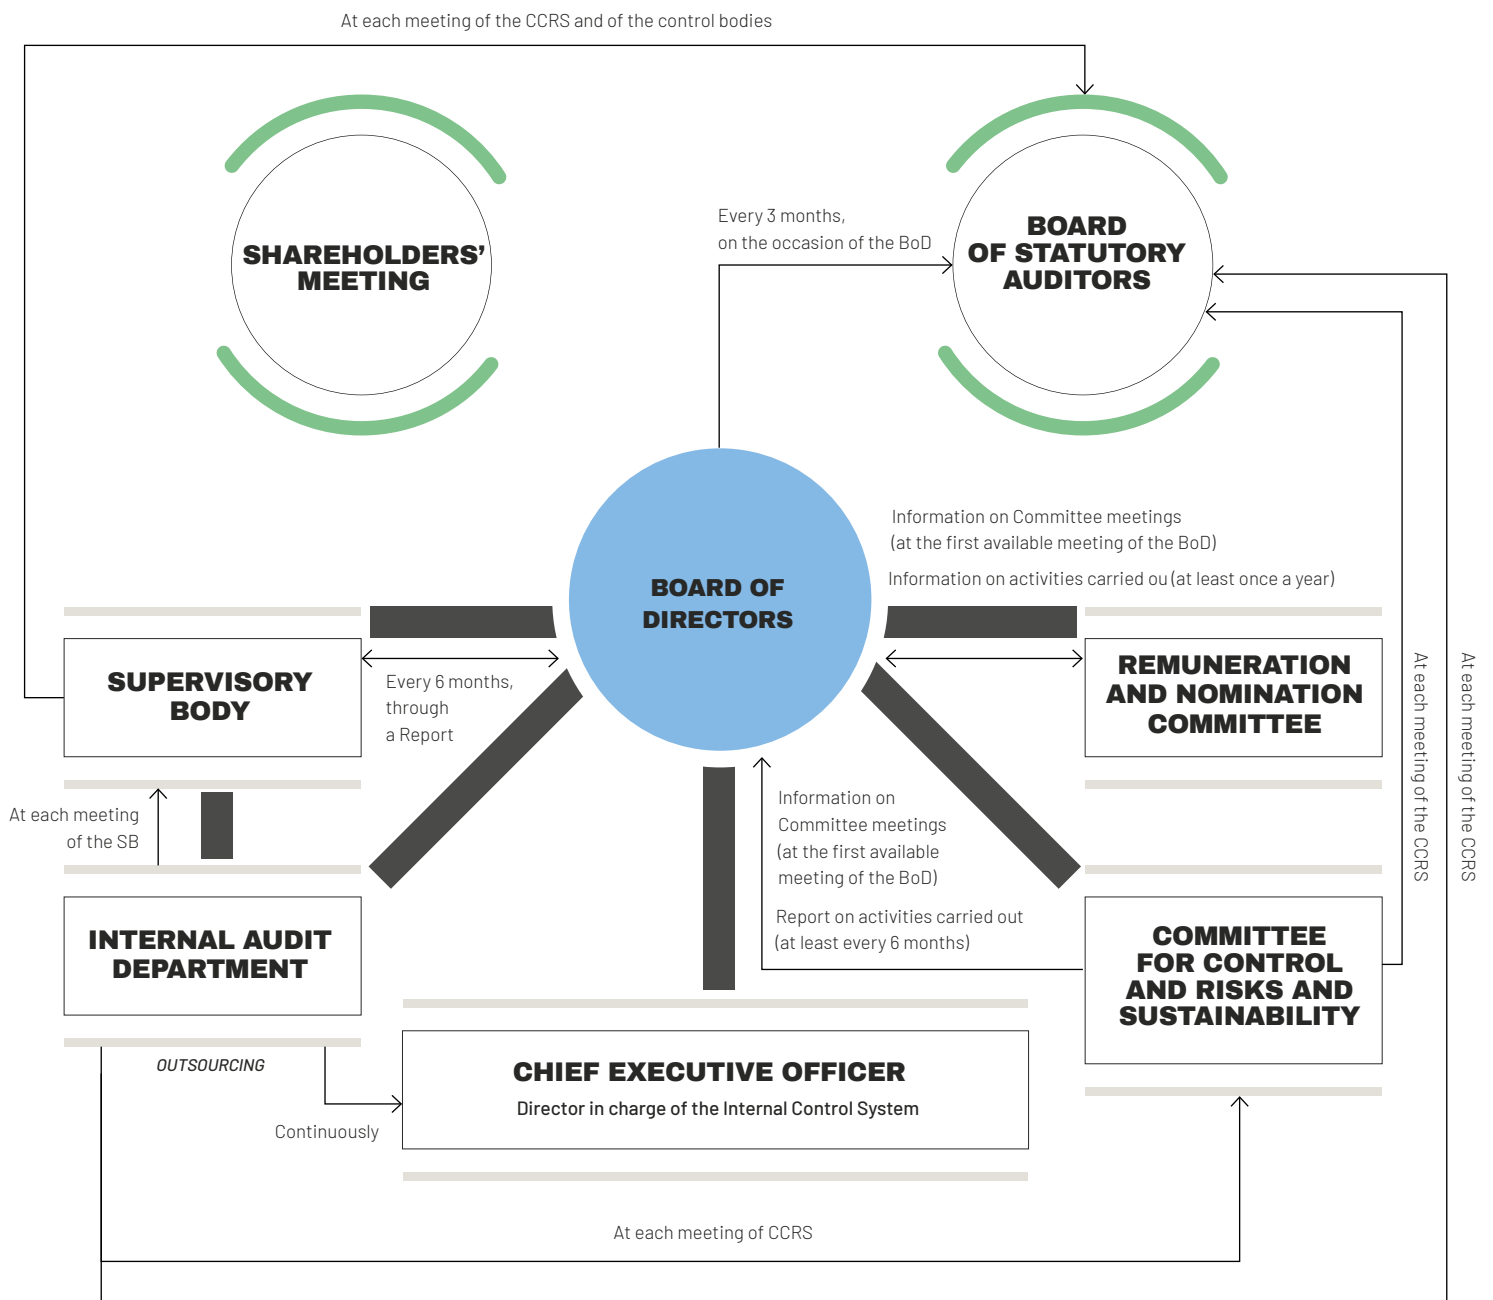 At each meeting of the CCRS and of the control bodies
SHAREHOLDERS’
MEETING
Every 3 months,
on the occasion of the BoD
BOARD
OF STATUTORY
AUDITORS
BOARD OF
DIRECTORS
Information on Committee meetings
(at the first available meeting of the BoD)
Information on activities carried ou (at least once a year)
SUPERVISORY
BODY
Every 6 months,
through
a Report
REMUNERATION
AND NOMINATION
COMMITTEE
At each meeting of the CCRS
At each meeting of the CCRS
At each meeting
of the SB
Information on
Committee meetings
(at the first available
meeting of the BoD)
Report on activities carried out
(at least every 6 months)
INTERNAL AUDIT
DEPARTMENT
COMMITTEE
FOR CONTROL
AND RISKS AND
SUSTAINABILITY
OUTSOURCING
CHIEF EXECUTIVE OFFICER
Director in charge of the Internal Control System
Continuously
At each meeting of CCRS